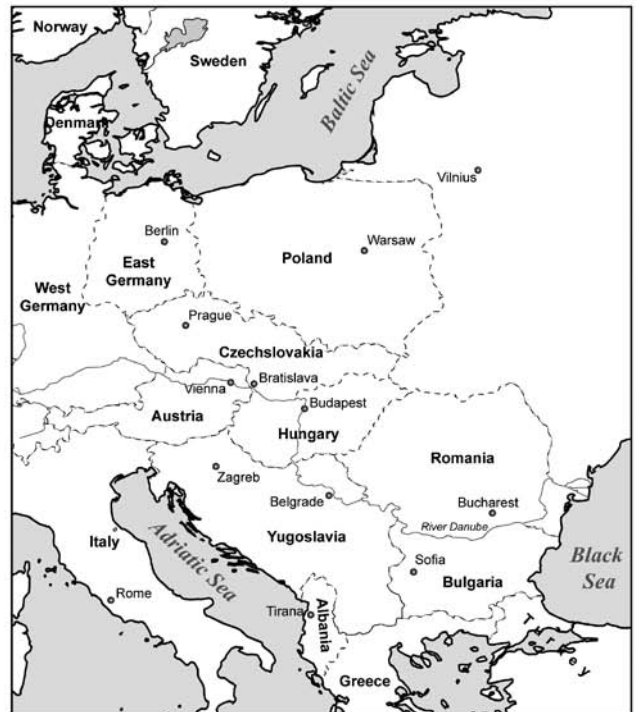 Norway
Sweden
Baltic Sea
Denmark
Vilnius
Berlin
Warsaw
East
Germany
Poland
West
Germany
Prague
Czechslovakia
Vienna
Bratislava
Budapest
Austria
Hungary
Romania
Zagreb
Belgrade
Bucharest
River Danube
Italy
Yugoslavia
Adriatic Sea
Black
Sea
Sofia
Bulgaria
Rome
Tirana
Albania
Turkey
Greece